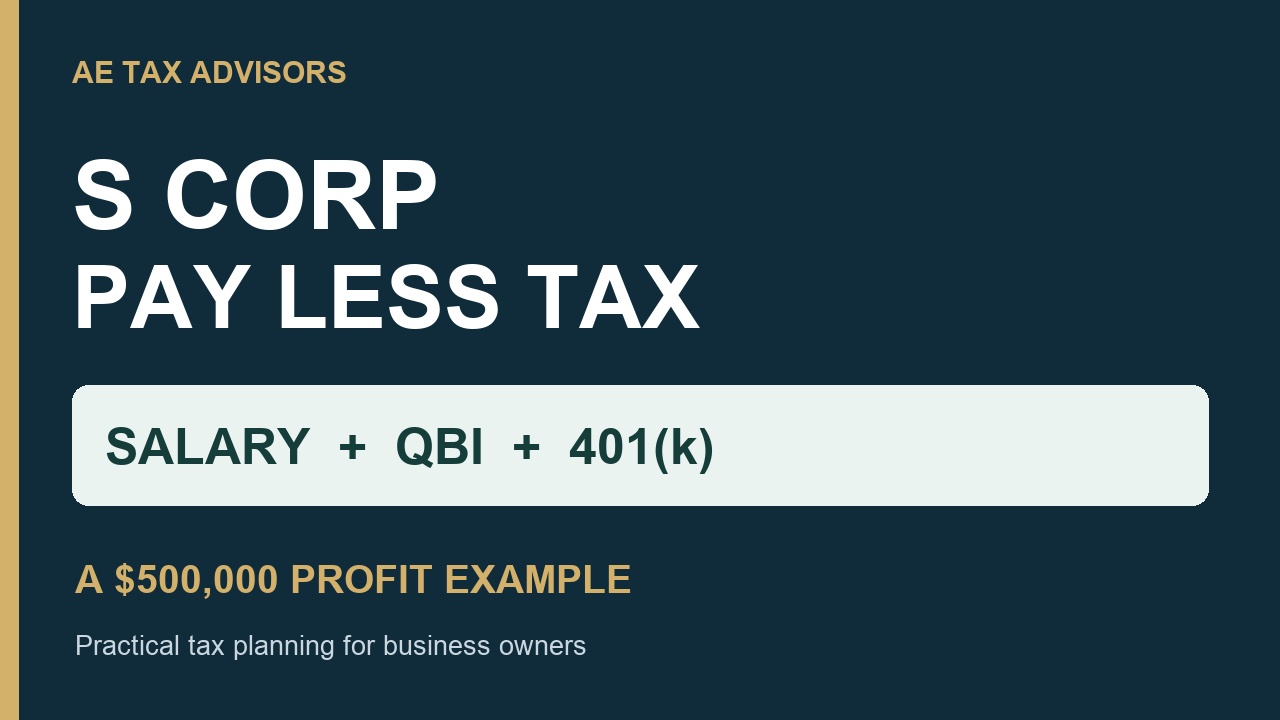 AE TAX ADVISORS
S CORP
PAY LESS TAX
SALARY + QBI + 401(k)
A $500,000 PROFIT EXAMPLE
Practical tax planning for business owners